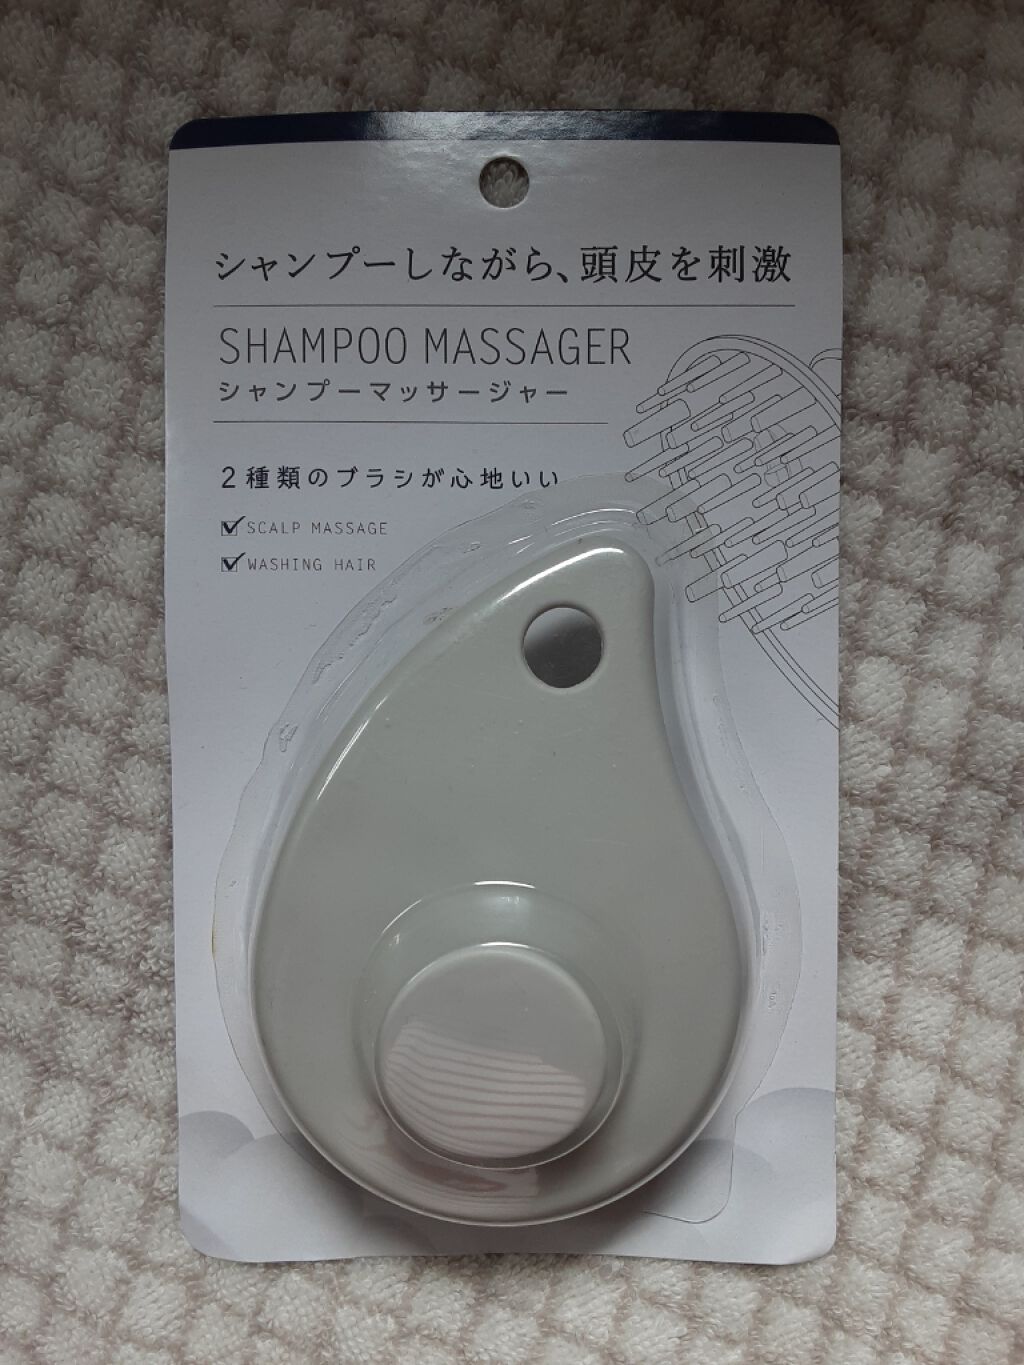 シャンプーしながら、頭皮を刺激
SHAMPOO MASSAGER
シャンプーマッサージャー
2種類のブラシが心地いい
SCALP MASSAGE
WASHING HAIR